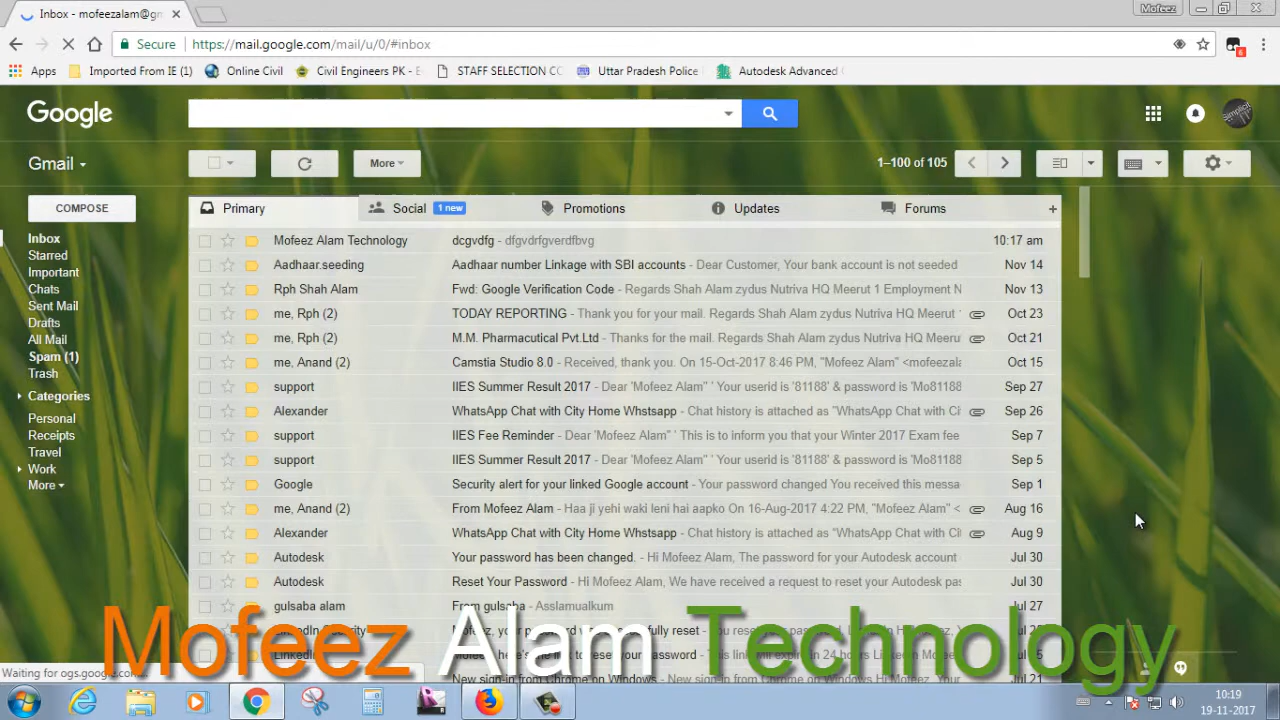 Inbox - mofeezalam@gm
Mofeez
Secure https://mail.google.com/mail/u/0/#inbox
Apps Imported From IE (1) Online Civil Civil Engineers PK - E STAFF SELECTION CC Uttar Pradesh Police Autodesk Advanced
Google
Gmail More 1–100 of 105
COMPOSE
Primary Social 1 new Promotions Updates Forums +
Inbox
Starred
Important
Chats
Sent Mail
Drafts
All Mail
Spam (1)
Trash
Categories
Personal
Receipts
Travel
Work
More
Mofeez Alam Technology dcgvdfg - dfgvdrfgverdfbvg 10:17 am
Aadhaar.seeding Aadhaar number Linkage with SBI accounts - Dear Customer, Your bank account is not seeded Nov 14
Rph Shah Alam Fwd: Google Verification Code - Regards Shah Alam zydus Nutriva HQ Meerut 1 Employment N Nov 13
me, Rph (2) TODAY REPORTING - Thank you for your mail. Regards Shah Alam zydus Nutriva HQ Meerut Oct 23
me, Rph (2) M.M. Pharmaceutical Pvt.Ltd - Thanks for the mail. Regards Shah Alam zydus Nutriva HQ Meerut Oct 21
me, Anand (2) Camstia Studio 8.0 - Received, thank you. On 15-Oct-2017 8:46 PM, "Mofeez Alam" <mofeezala Oct 15
support IIES Summer Result 2017 - Dear 'Mofeez Alam" ' Your userid is '81188' & password is 'Mo81188 Sep 27
Alexander WhatsApp Chat with City Home Whstsapp - Chat history is attached as "WhatsApp Chat with Ci Sep 26
support IIES Fee Reminder - Dear 'Mofeez Alam" ' This is to inform you that your Winter 2017 Exam fee Sep 7
support IIES Summer Result 2017 - Dear 'Mofeez Alam" ' Your userid is '81188' & password is 'Mo81188 Sep 5
Google Security alert for your linked Google account - Your password changed You received this messa Sep 1
me, Anand (2) From Mofeez Alam - Haa ji yehi waki leni hai aapko On 16-Aug-2017 4:22 PM, "Mofeez Alam" < Aug 16
Alexander WhatsApp Chat with City Home Whstsapp - Chat history is attached as "WhatsApp Chat with Ci Aug 9
Autodesk Your password has been changed. - Hi Mofeez Alam, The password for your Autodesk account Jul 30
Autodesk Reset Your Password - Hi Mofeez Alam, We have received a request to reset your Autodesk pas Jul 30
gulsaba alam From gulsaba - Asslamualkum Jul 27
Mofeez Alam Technology
Waiting for ogs.google.com...
10:19
19-11-2017